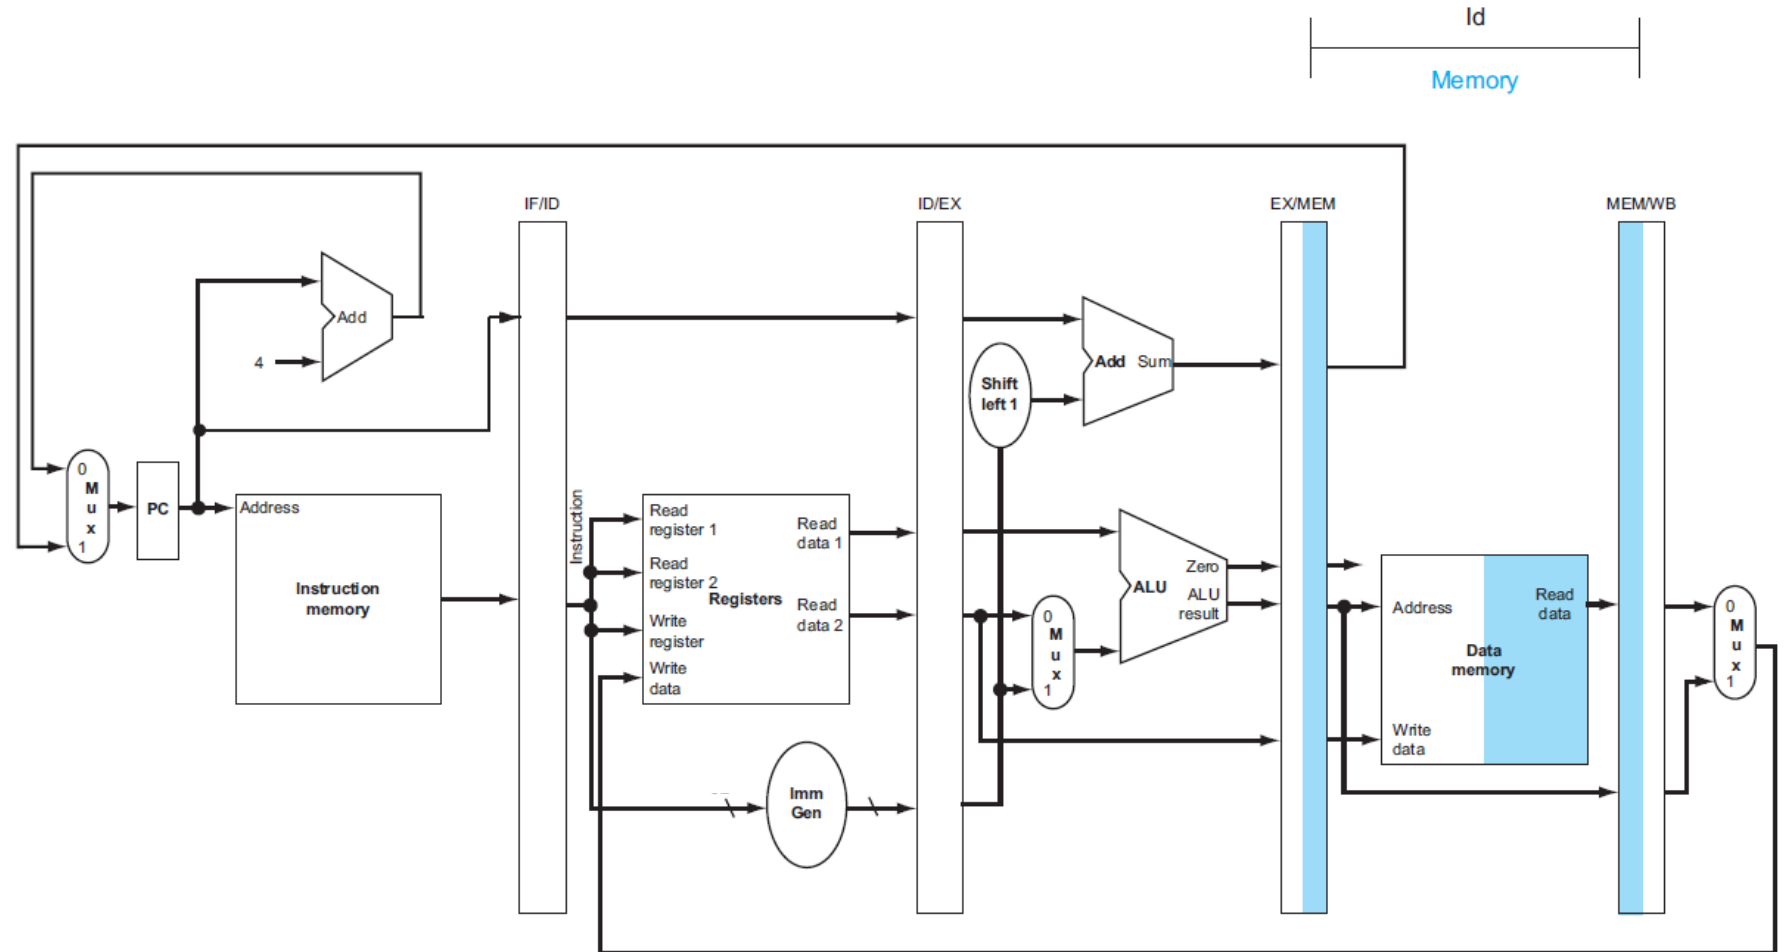 ld
Memory
IF/ID
ID/EX
EX/MEM
MEM/WB
Add
4
Add Sum
Shift
left 1
0
M
u
x
1
PC
Address
Instruction
memory
Instruction
Read
register 1
Read
register 2
Write
register
Write
data
Registers
Read
data 1
Read
data 2
Imm
Gen
0
M
u
x
1
Zero
ALU
ALU
result
Address
Read
data
Data
memory
Write
data
0
M
u
x
1